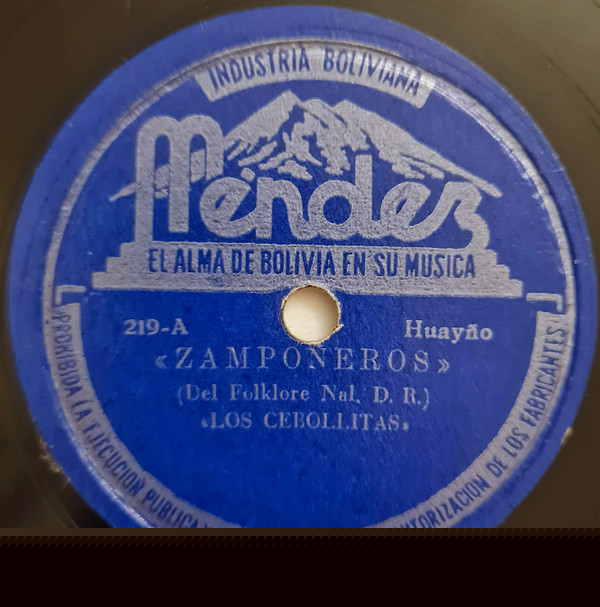 INDUSTRIA BOLIVIANA
Méndez
EL ALMA DE BOLIVIA EN SU MUSICA
219-A
Huayño
«ZAMPONEROS»
(Del Folklore Nal. D. R.)
«LOS CEBOLLITAS»
PROHIBIDA LA EJECUCION PUBLICA
DE LOS FABRICANTES